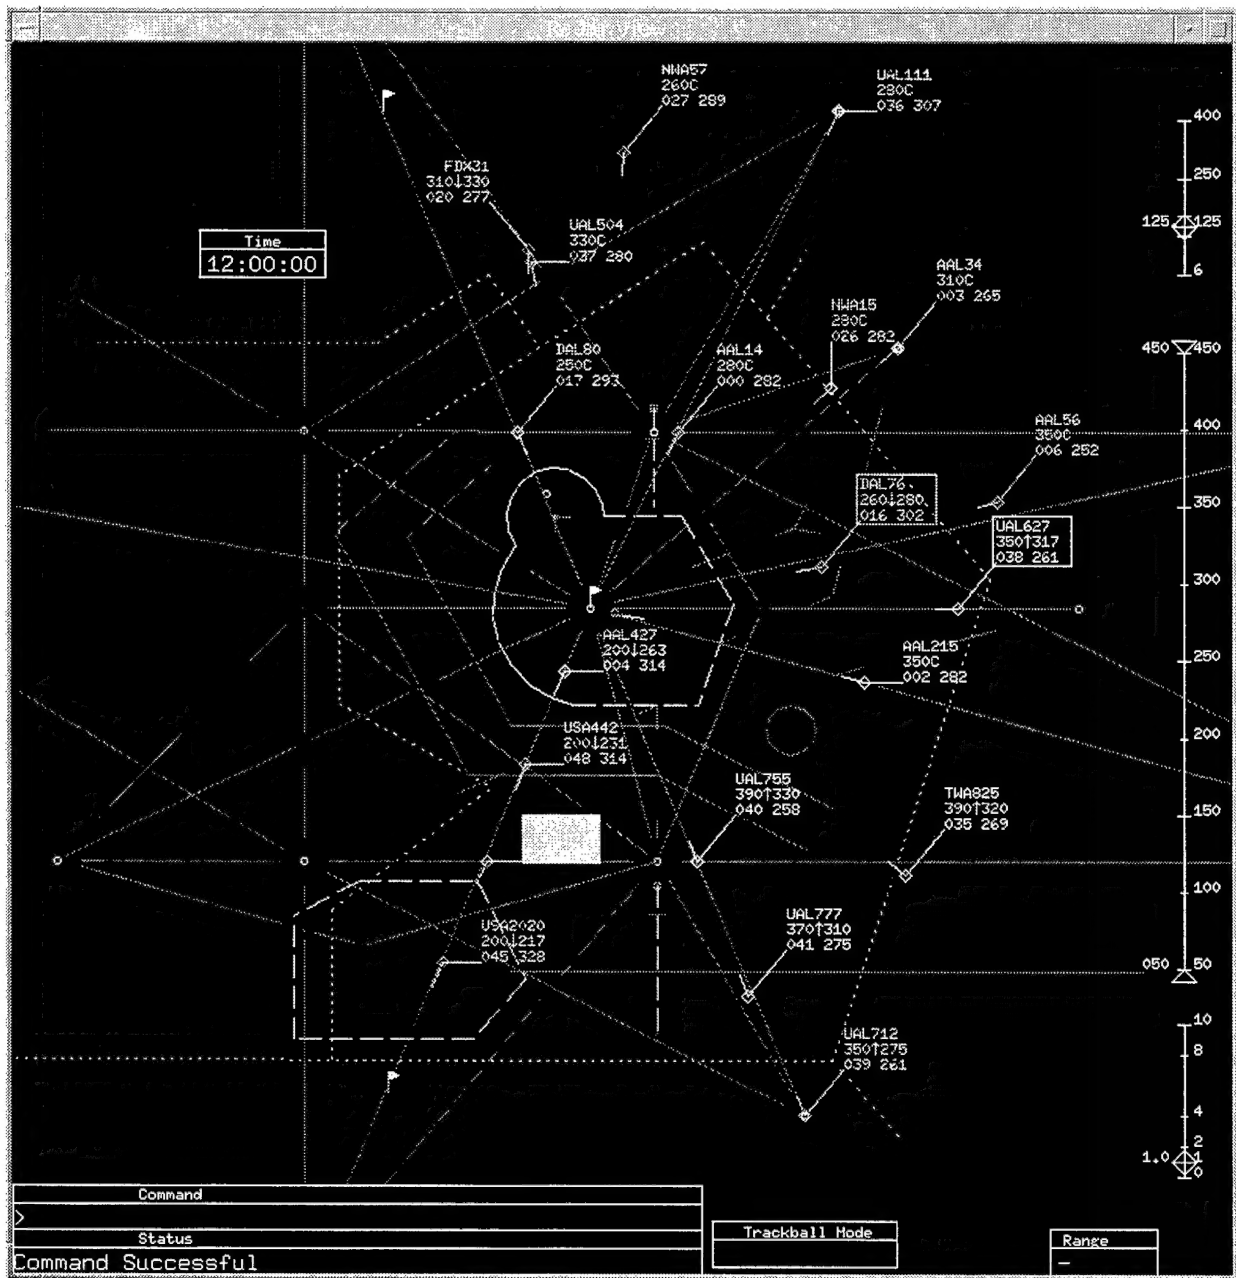 NWA57
260C
027 289
UAL111
280C
036 307
FDX31
310↓330
020 277
UAL504
330C
037 280
Time
12:00:00
AAL34
310C
003 265
NWA15
280C
026 282
DAL80
250C
017 293
AAL14
280C
000 282
AAL56
350C
006 252
DAL76
260↓280
016 302
UAL627
350↑317
038 261
AAL427
200↓263
004 314
AAL215
350C
002 282
USA442
200↓231
048 314
UAL755
390↑330
040 258
TWA825
390↑320
035 269
UAL777
370↑310
041 275
USA2020
200↓217
045 328
UAL712
350↑275
039 261
400
250
125 125
6
450 450
400
350
300
250
200
150
100
050 50
10
8
4
2
1.0 1
0
Command
>
Status
Command Successful
Trackball Mode
Range
—